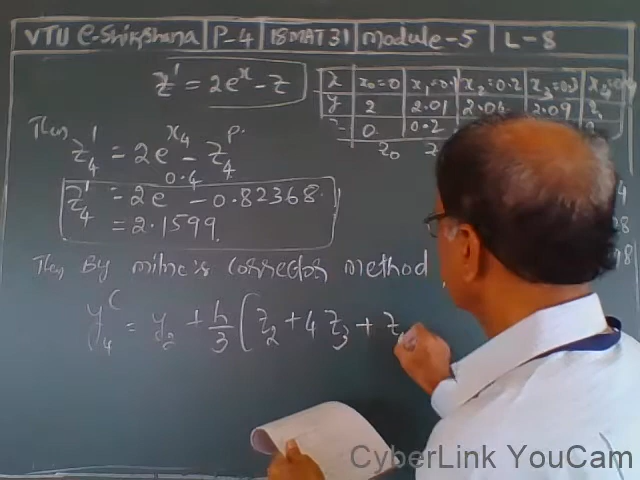 VTU e-Shikshana | P-4 | 18MAT31 | Module-5 | L-8
z' = 2e^x - z
x | x₀=0 | x₁=0.1 | x₂=0.2 | x₃=0.3
y | 2 | 2.01 | 2.04 | 2.09
0 | 0.2
z₀
Then z₄' = 2e^x₄ - z₄^p
z₄' = 2e^0.4 - 0.82368
= 2.1599
Then By milne's corrector method
y₄^c = y₂ + h/3 (z₂ + 4z₃ + z
CyberLink YouCam